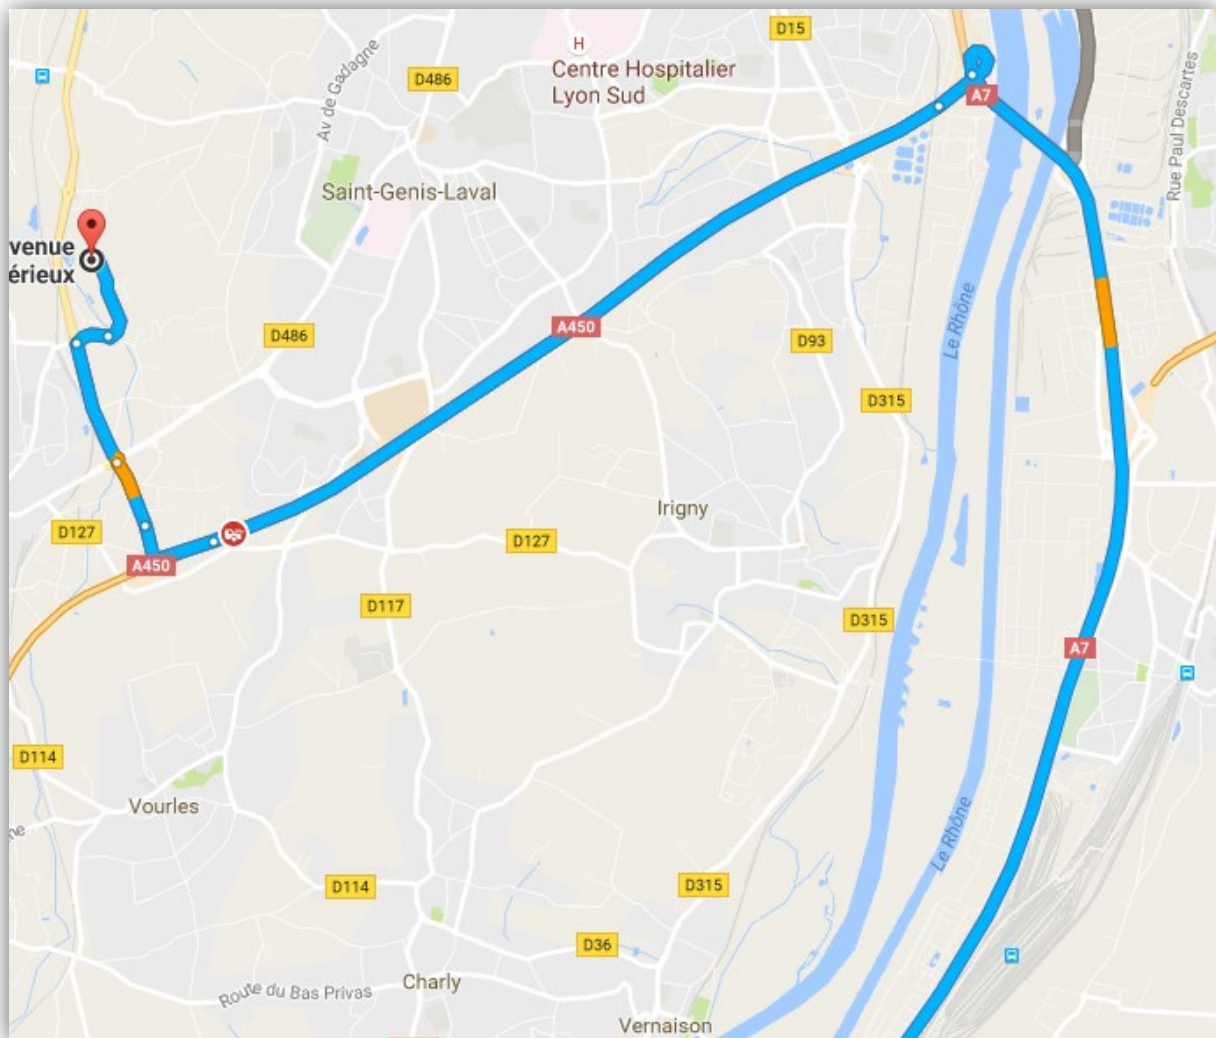 D15
H
Centre Hospitalier
Lyon Sud
D486
Av de Gadagne
A7
Rue Paul Descartes
Saint-Genis-Laval
venue
érieux
D486
A450
D93
Le Rhône
D315
Irigny
D127
D127
A450
D117
D315
A7
D114
Vourles
ne
Le Rhône
D114
D315
D36
Charly
Route du Bas Privas
Vernaison